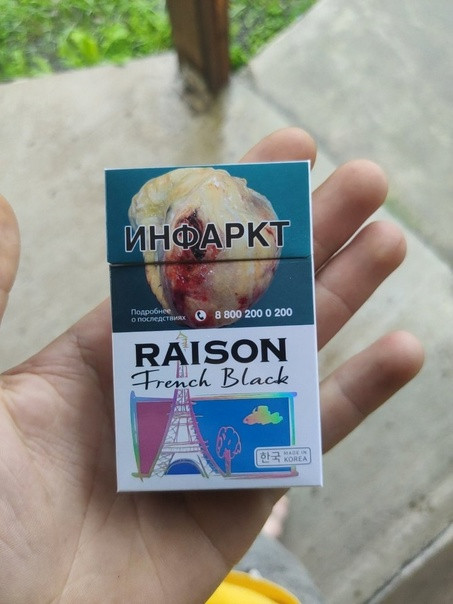 ИНФАРКТ
Подробнее
о последствиях
8 800 200 0 200
RAISON
French Black
한국 MADE IN
KOREA